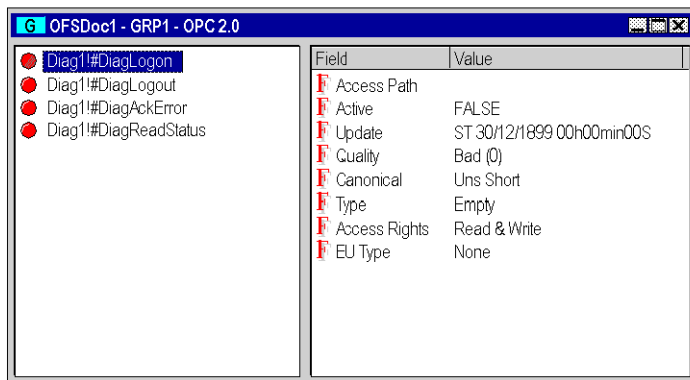 G OFSDoc1 - GRP1 - OPC 2.0
Diag1!#DiagLogon
Diag1!#DiagLogout
Diag1!#DiagAckError
Diag1!#DiagReadStatus
Field Value
F Access Path
F Active FALSE
F Update ST 30/12/1899 00h00min00S
F Quality Bad (0)
F Canonical Uns Short
F Type Empty
F Access Rights Read & Write
F EU Type None